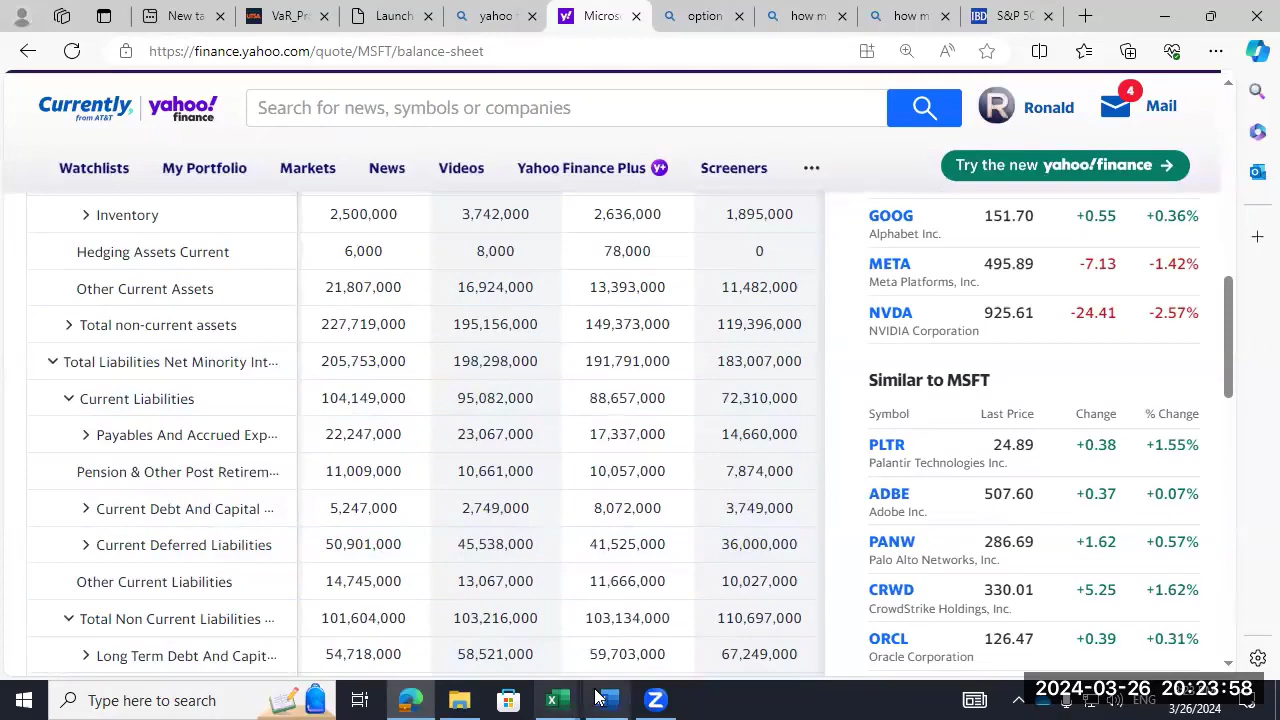 New ta
VaR_Pr
Launch
yahoo
Micros
option
how m
how m
IBD S&P 50
https://finance.yahoo.com/quote/MSFT/balance-sheet
Currently, from AT&T yahoo! finance
Search for news, symbols or companies
R Ronald 4 Mail
Watchlists My Portfolio Markets News Videos Yahoo Finance Plus y+ Screeners ••• Try the new yahoo!finance →
Inventory 2,500,000 3,742,000 2,636,000 1,895,000
Hedging Assets Current 6,000 8,000 78,000 0
Other Current Assets 21,807,000 16,924,000 13,393,000 11,482,000
Total non-current assets 227,719,000 195,156,000 149,373,000 119,396,000
Total Liabilities Net Minority Int... 205,753,000 198,298,000 191,791,000 183,007,000
Current Liabilities 104,149,000 95,082,000 88,657,000 72,310,000
Payables And Accrued Exp... 22,247,000 23,067,000 17,337,000 14,660,000
Pension & Other Post Retirem... 11,009,000 10,661,000 10,057,000 7,874,000
Current Debt And Capital ... 5,247,000 2,749,000 8,072,000 3,749,000
Current Deferred Liabilities 50,901,000 45,538,000 41,525,000 36,000,000
Other Current Liabilities 14,745,000 13,067,000 11,666,000 10,027,000
Total Non Current Liabilities ... 101,604,000 103,216,000 103,134,000 110,697,000
Long Term Debt And Capit... 54,718,000 58,521,000 59,703,000 67,249,000
GOOG 151.70 +0.55 +0.36%
Alphabet Inc.
META 495.89 -7.13 -1.42%
Meta Platforms, Inc.
NVDA 925.61 -24.41 -2.57%
NVIDIA Corporation
Similar to MSFT
Symbol Last Price Change % Change
PLTR 24.89 +0.38 +1.55%
Palantir Technologies Inc.
ADBE 507.60 +0.37 +0.07%
Adobe Inc.
PANW 286.69 +1.62 +0.57%
Palo Alto Networks, Inc.
CRWD 330.01 +5.25 +1.62%
CrowdStrike Holdings, Inc.
ORCL 126.47 +0.39 +0.31%
Oracle Corporation
Type here to search
2024-03-26 20:23:58
ENG
3/26/2024